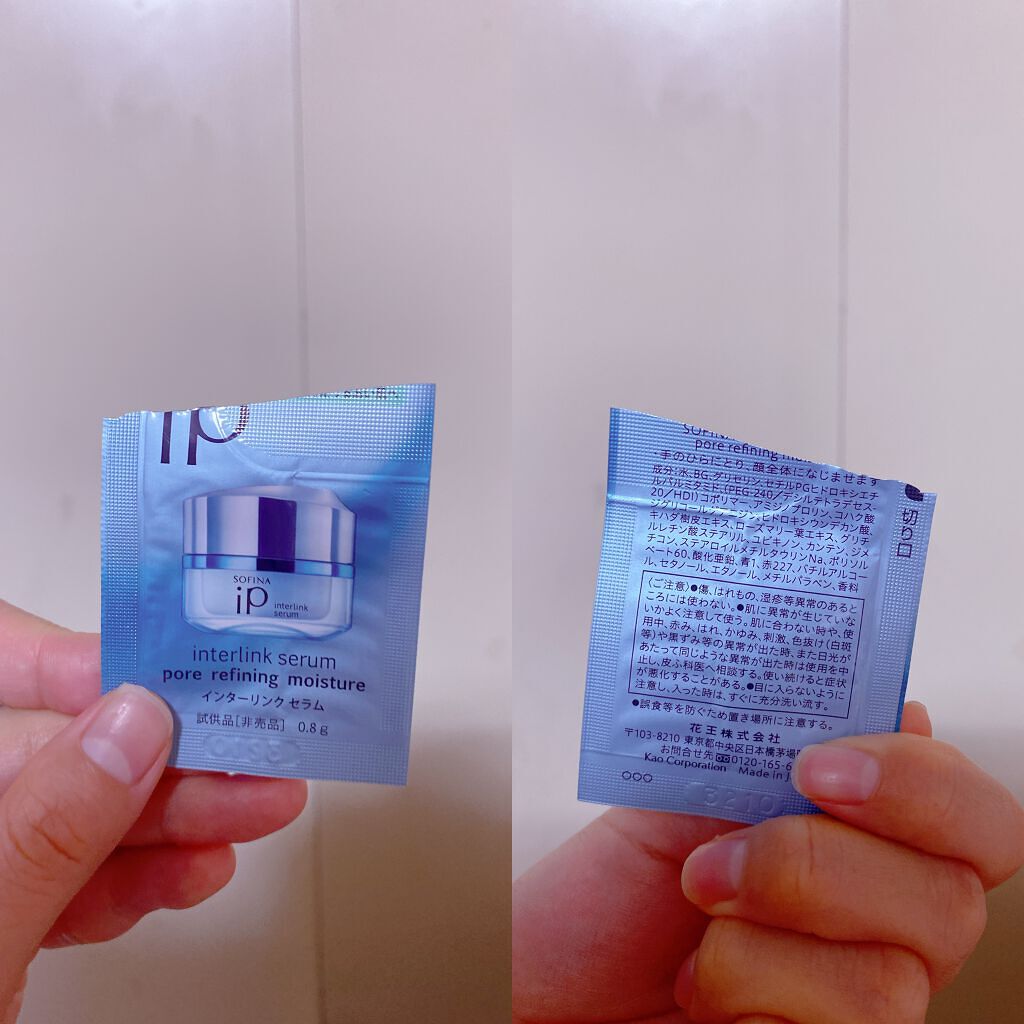 ip
SOFINA
ip interlink
serum
interlink serum
pore refining moisture
インターリンク セラム
試供品[非売品] 0.8g
pore refining
・手のひらにとり、顔全体になじませます
成分:水、BG、グリセリン、セチルPGヒドロキシエチ
ルパルミタミド、(PEG-240/デシルテトラデセス-
20/HDI)コポリマー、アミジノプロリン、コハク酸
ジグリコールグアニジン、ヒドロキシウンデカン酸、
キハダ樹皮エキス、ローズマリー葉エキス、グリチ
ルレチン酸ステアリル、ユビキノン、カンテン、ジメ
チコン、ステアロイルメチルタウリンNa、ポリソル
ベート60、酸化亜鉛、青1、赤227、バチルアルコー
ル、セタノール、エタノール、メチルパラベン、香料
切り口
〈ご注意〉●傷、はれもの、湿疹等異常のあると
ころには使わない。●肌に異常が生じていな
いかよく注意して使う。肌に合わない時や、使
用中、赤み、はれ、かゆみ、刺激、色抜け(白斑
等)や黒ずみ等の異常が出た時、また日光が
あたって同じような異常が出た時は使用を中
止し、皮ふ科医へ相談する。使い続けると症状
が悪化することがある。●目に入らないように
注意し、入った時は、すぐに充分洗い流す。
●誤食等を防ぐため置き場所に注意する。
花王株式会社
〒103-8210 東京都中央区日本橋茅場
お問合せ先 0120-165-6
Kao Corporation Made in